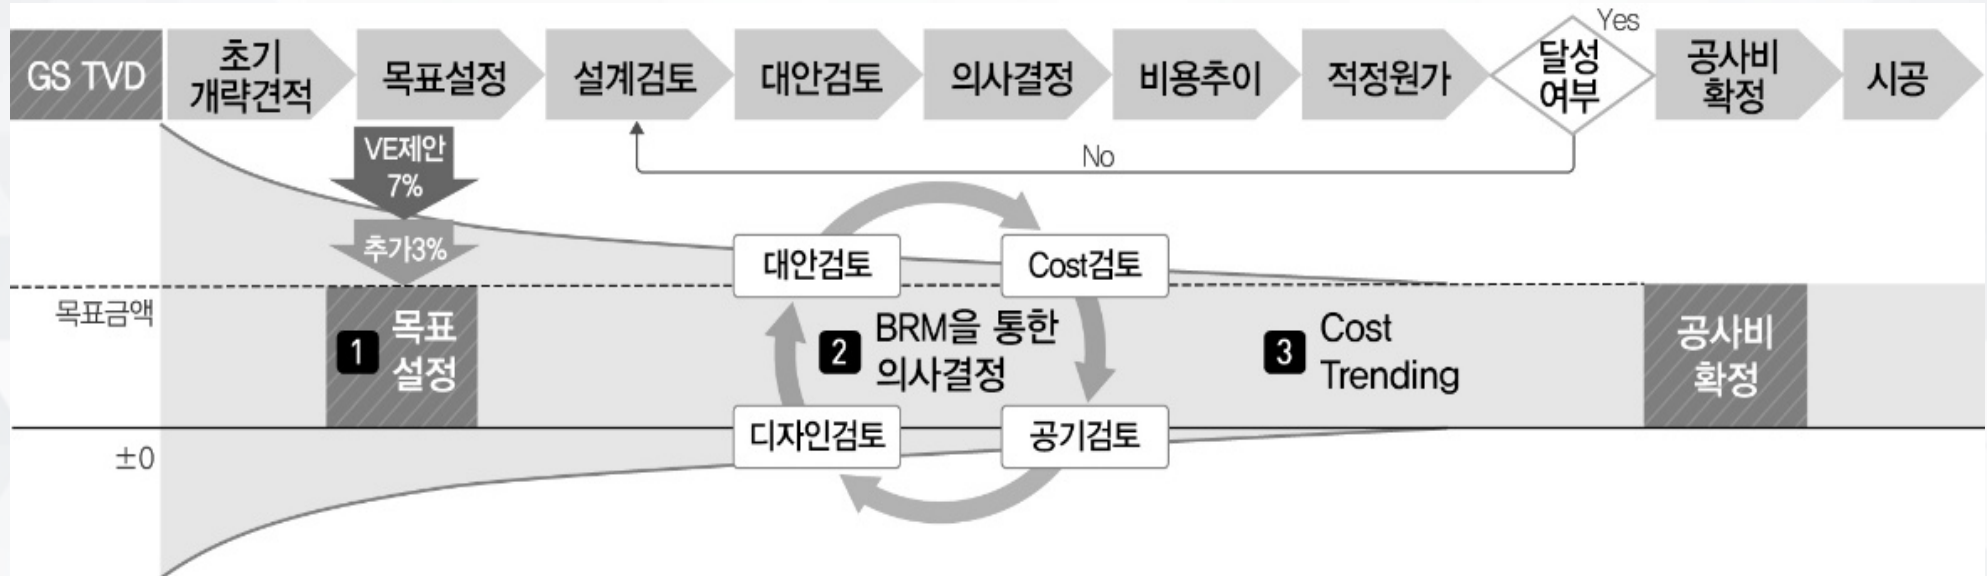 GS TVD
초기
개략견적
목표설정
설계검토
대안검토
의사결정
비용추이
적정원가
달성
여부
Yes
공사비
확정
시공
No
VE제안
7%
추가3%
목표금액
1 목표
설정
대안검토
Cost검토
2 BRM을 통한
의사결정
디자인검토
공기검토
3 Cost
Trending
공사비
확정
±0